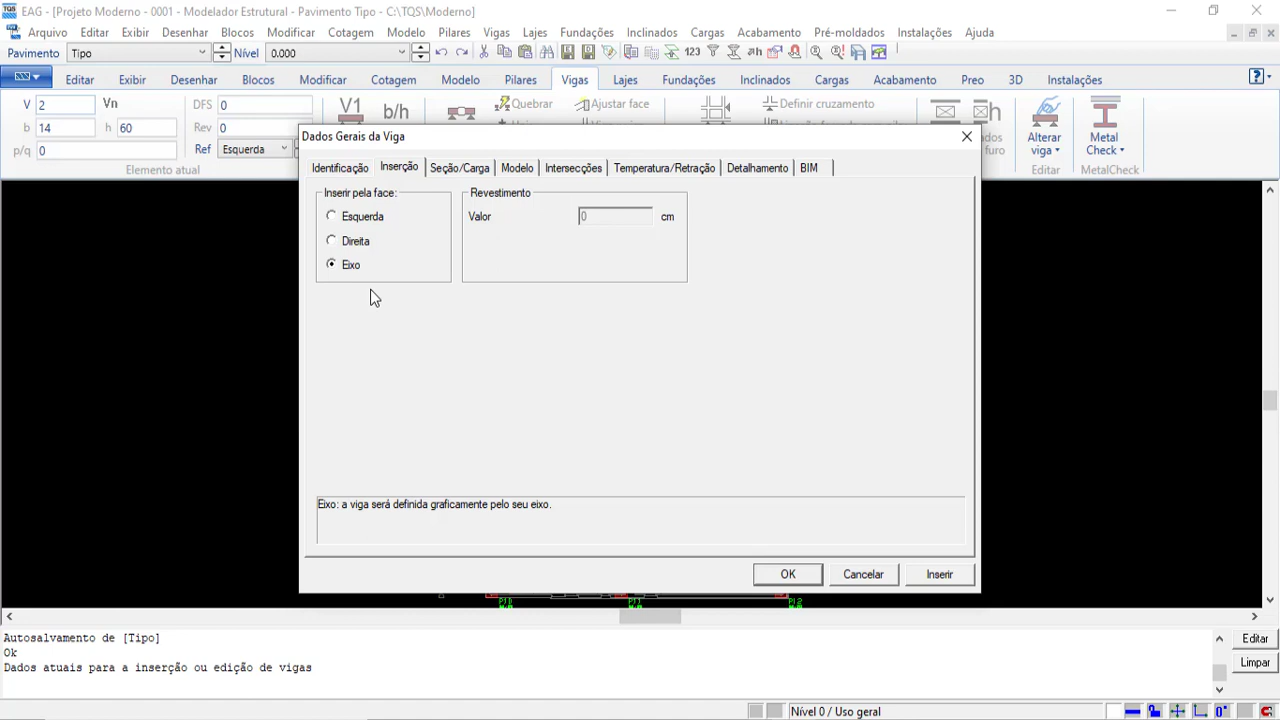 EAG - [Projeto Moderno - 0001 - Modelador Estrutural - Pavimento Tipo - C:\TQS\Moderno]
Arquivo Editar Exibir Desenhar Blocos Modificar Cotagem Modelo Pilares Vigas Lajes Fundações Inclinados Cargas Acabamento Pré-moldados Instalações Ajuda
Pavimento Tipo Nível 0.000 123
Editar Exibir Desenhar Blocos Modificar Cotagem Modelo Pilares Vigas Lajes Fundações Inclinados Cargas Acabamento Preo 3D Instalações
V 2 Vn DFS 0 V1 b/h Quebrar Ajustar face Definir cruzamento
b 14 h 60 Rev 0
p/q 0 Ref Esquerda
Alterar viga
Metal Check
furo
Elemento atual Editar MetalCheck
Dados Gerais da Viga
Identificação Inserção Seção/Carga Modelo Intersecções Temperatura/Retração Detalhamento BIM
Inserir pela face: Revestimento
Esquerda Valor 0 cm
Direita
Eixo
Eixo: a viga será definida graficamente pelo seu eixo.
OK Cancelar Inserir
P10 P11 P12
Autosalvamento de [Tipo]
Ok
Dados atuais para a inserção ou edição de vigas
Editar
Limpar
Nível 0 / Uso geral